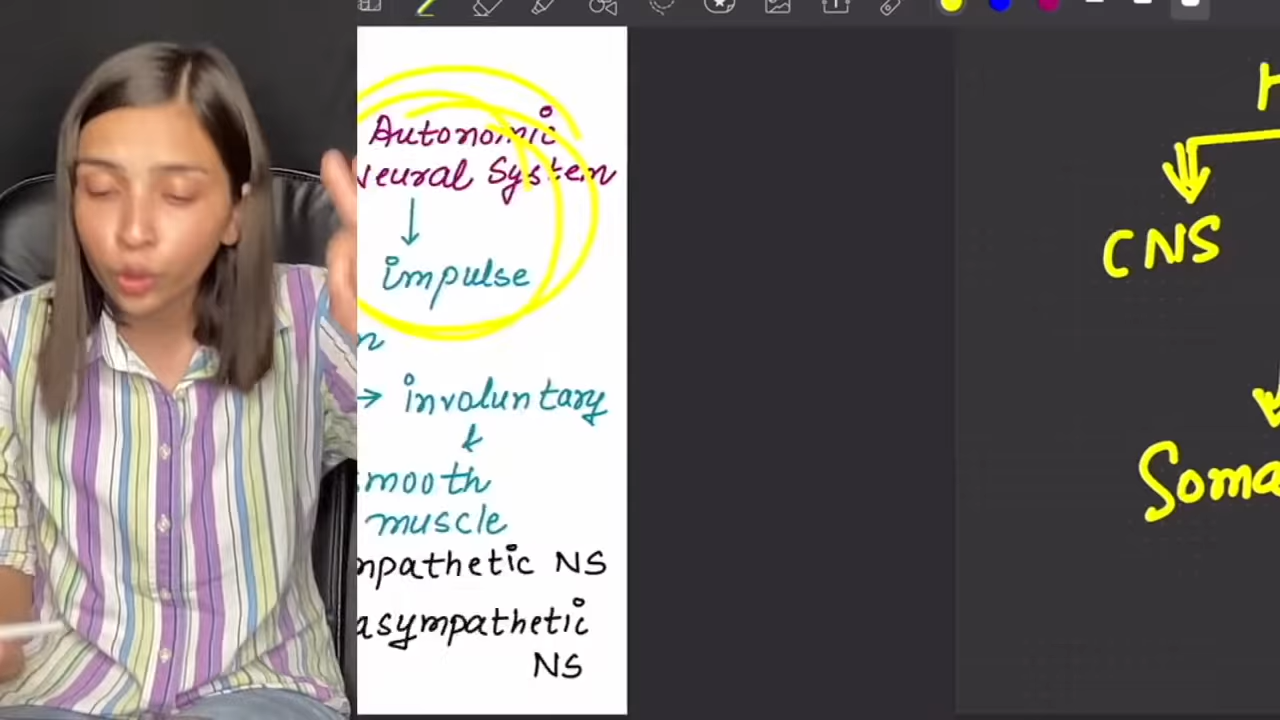 Autonomic
Neural System
impulse
involuntary
&
smooth
muscle
mpathetic NS
asympathetic
NS
CNS
Soma